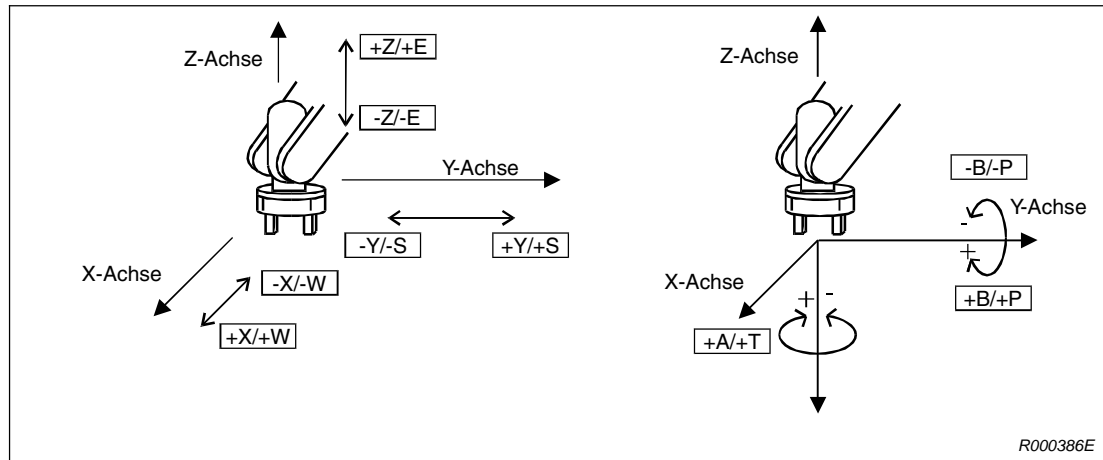 Z-Achse
+Z/+E
-Z/-E
Y-Achse
-Y/-S
+Y/+S
X-Achse
-X/-W
+X/+W
Z-Achse
-B/-P
Y-Achse
-
+
+B/+P
X-Achse
+ -
+A/+T
R000386E